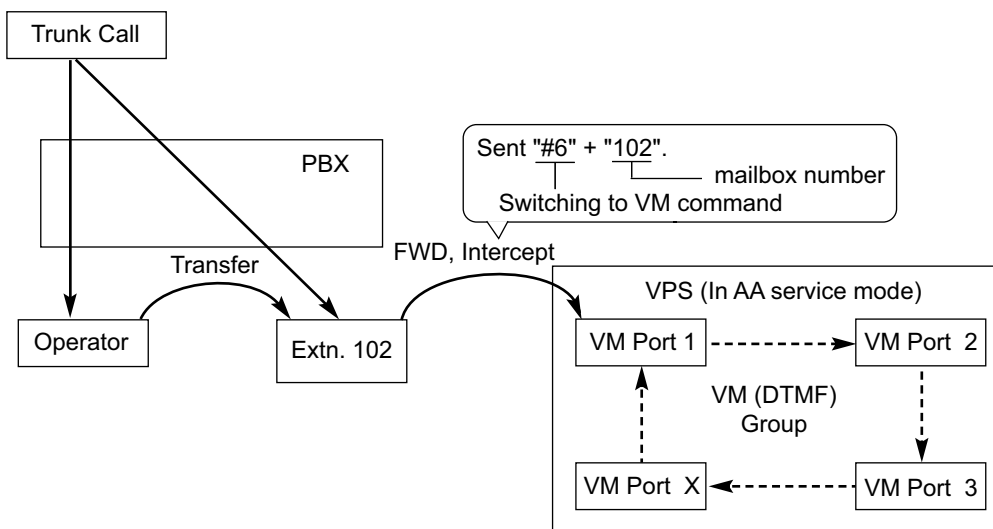 Trunk Call
PBX
Sent "#6" + "102".
mailbox number
Switching to VM command
Transfer
FWD, Intercept
VPS (In AA service mode)
Operator
Extn. 102
VM Port 1
VM Port 2
VM (DTMF)
Group
VM Port X
VM Port 3